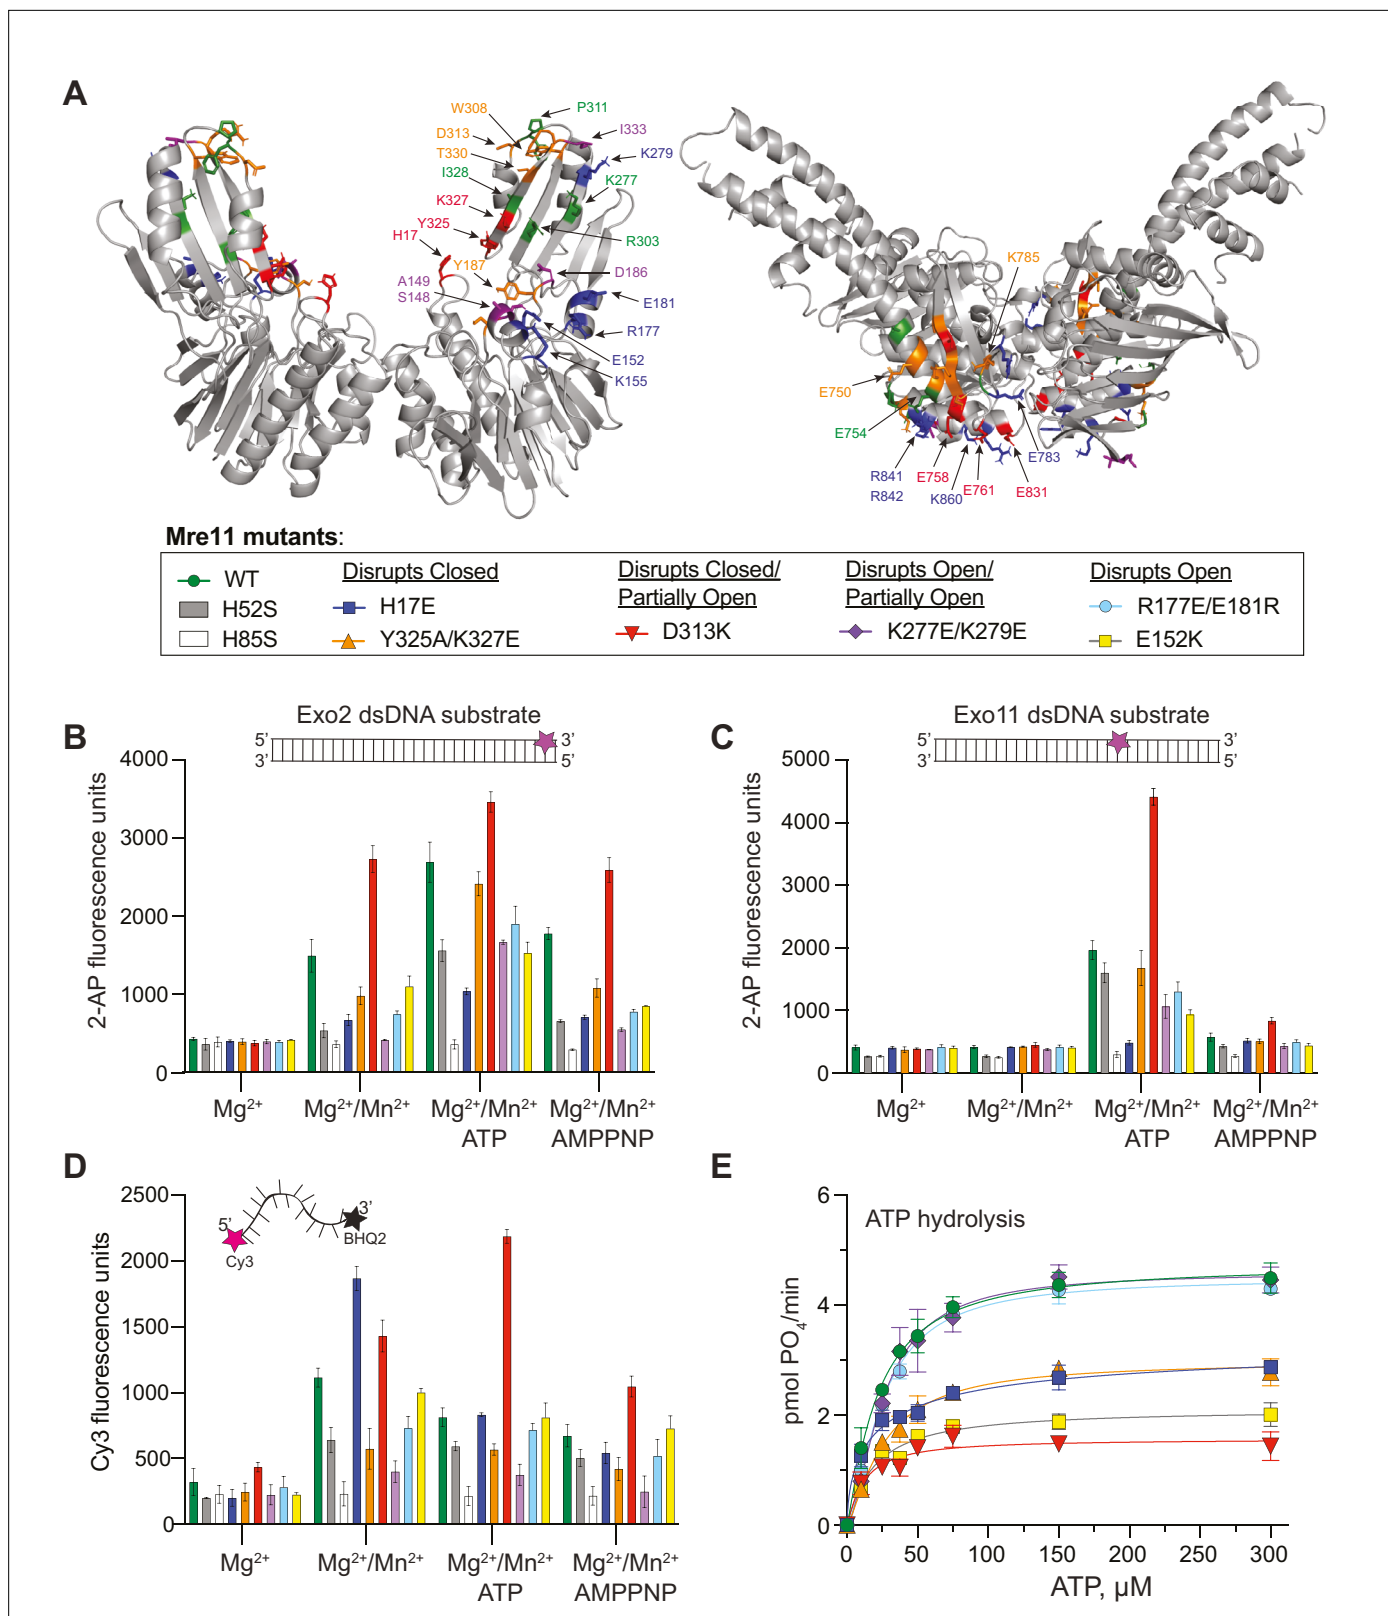 A
W308
P311
D313
I333
T330
K279
I328
K277
K327
Y325
H17
R303
Y187
D186
A149
S148
E181
R177
E152
K155
K785
E750
E754
E783
R841
E758
E761
E831
R842
K860
Mre11 mutants:
WT
H52S
H85S
Disrupts Closed
H17E
Y325A/K327E
Disrupts Closed/
Partially Open
D313K
Disrupts Open/
Partially Open
K277E/K279E
Disrupts Open
R177E/E181R
E152K
B
Exo2 dsDNA substrate
5’ 3’
3’ 5’
4000
3000
2000
1000
0
2-AP fluorescence units
Mg²⁺
Mg²⁺/Mn²⁺
Mg²⁺/Mn²⁺
ATP
Mg²⁺/Mn²⁺
AMPPNP
C
Exo11 dsDNA substrate
5’ 3’
3’ 5’
5000
4000
3000
2000
1000
0
2-AP fluorescence units
Mg²⁺
Mg²⁺/Mn²⁺
Mg²⁺/Mn²⁺
ATP
Mg²⁺/Mn²⁺
AMPPNP
D
5’
Cy3
3’
BHQ2
2500
2000
1500
1000
500
0
Cy3 fluorescence units
Mg²⁺
Mg²⁺/Mn²⁺
Mg²⁺/Mn²⁺
ATP
Mg²⁺/Mn²⁺
AMPPNP
E
ATP hydrolysis
6
4
2
0
pmol PO₄/min
0 50 100 150 200 250 300
ATP, µM